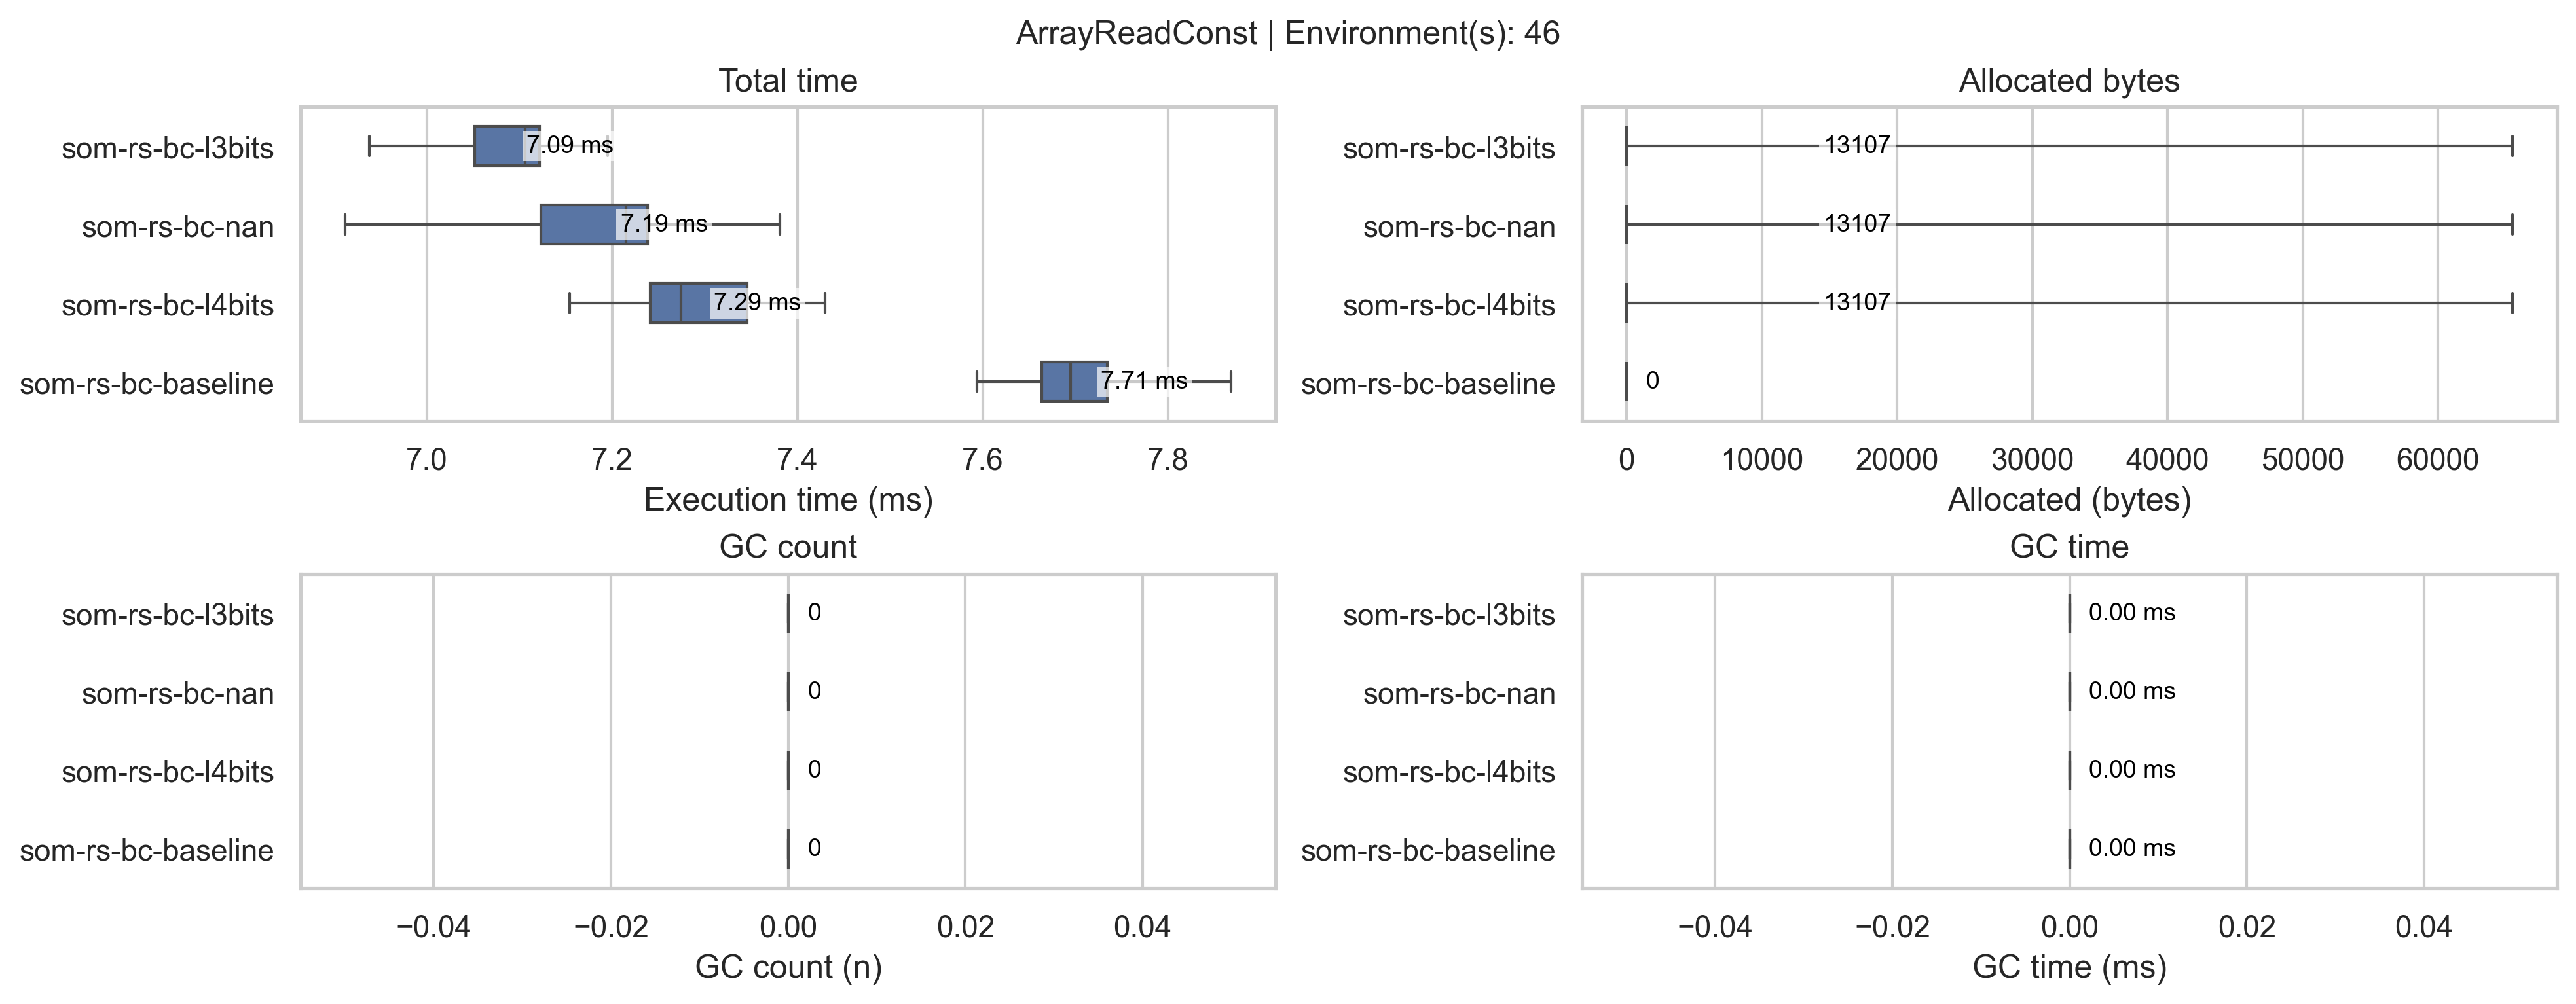 ArrayReadConst | Environment(s): 46
Total time
som-rs-bc-l3bits
7.09 ms
som-rs-bc-nan
7.19 ms
som-rs-bc-l4bits
7.29 ms
som-rs-bc-baseline
7.71 ms
7.0 7.2 7.4 7.6 7.8
Execution time (ms)
Allocated bytes
som-rs-bc-l3bits
13107
som-rs-bc-nan
13107
som-rs-bc-l4bits
13107
som-rs-bc-baseline
0
0 10000 20000 30000 40000 50000 60000
Allocated (bytes)
GC count
som-rs-bc-l3bits
0
som-rs-bc-nan
0
som-rs-bc-l4bits
0
som-rs-bc-baseline
0
−0.04 −0.02 0.00 0.02 0.04
GC count (n)
GC time
som-rs-bc-l3bits
0.00 ms
som-rs-bc-nan
0.00 ms
som-rs-bc-l4bits
0.00 ms
som-rs-bc-baseline
0.00 ms
−0.04 −0.02 0.00 0.02 0.04
GC time (ms)